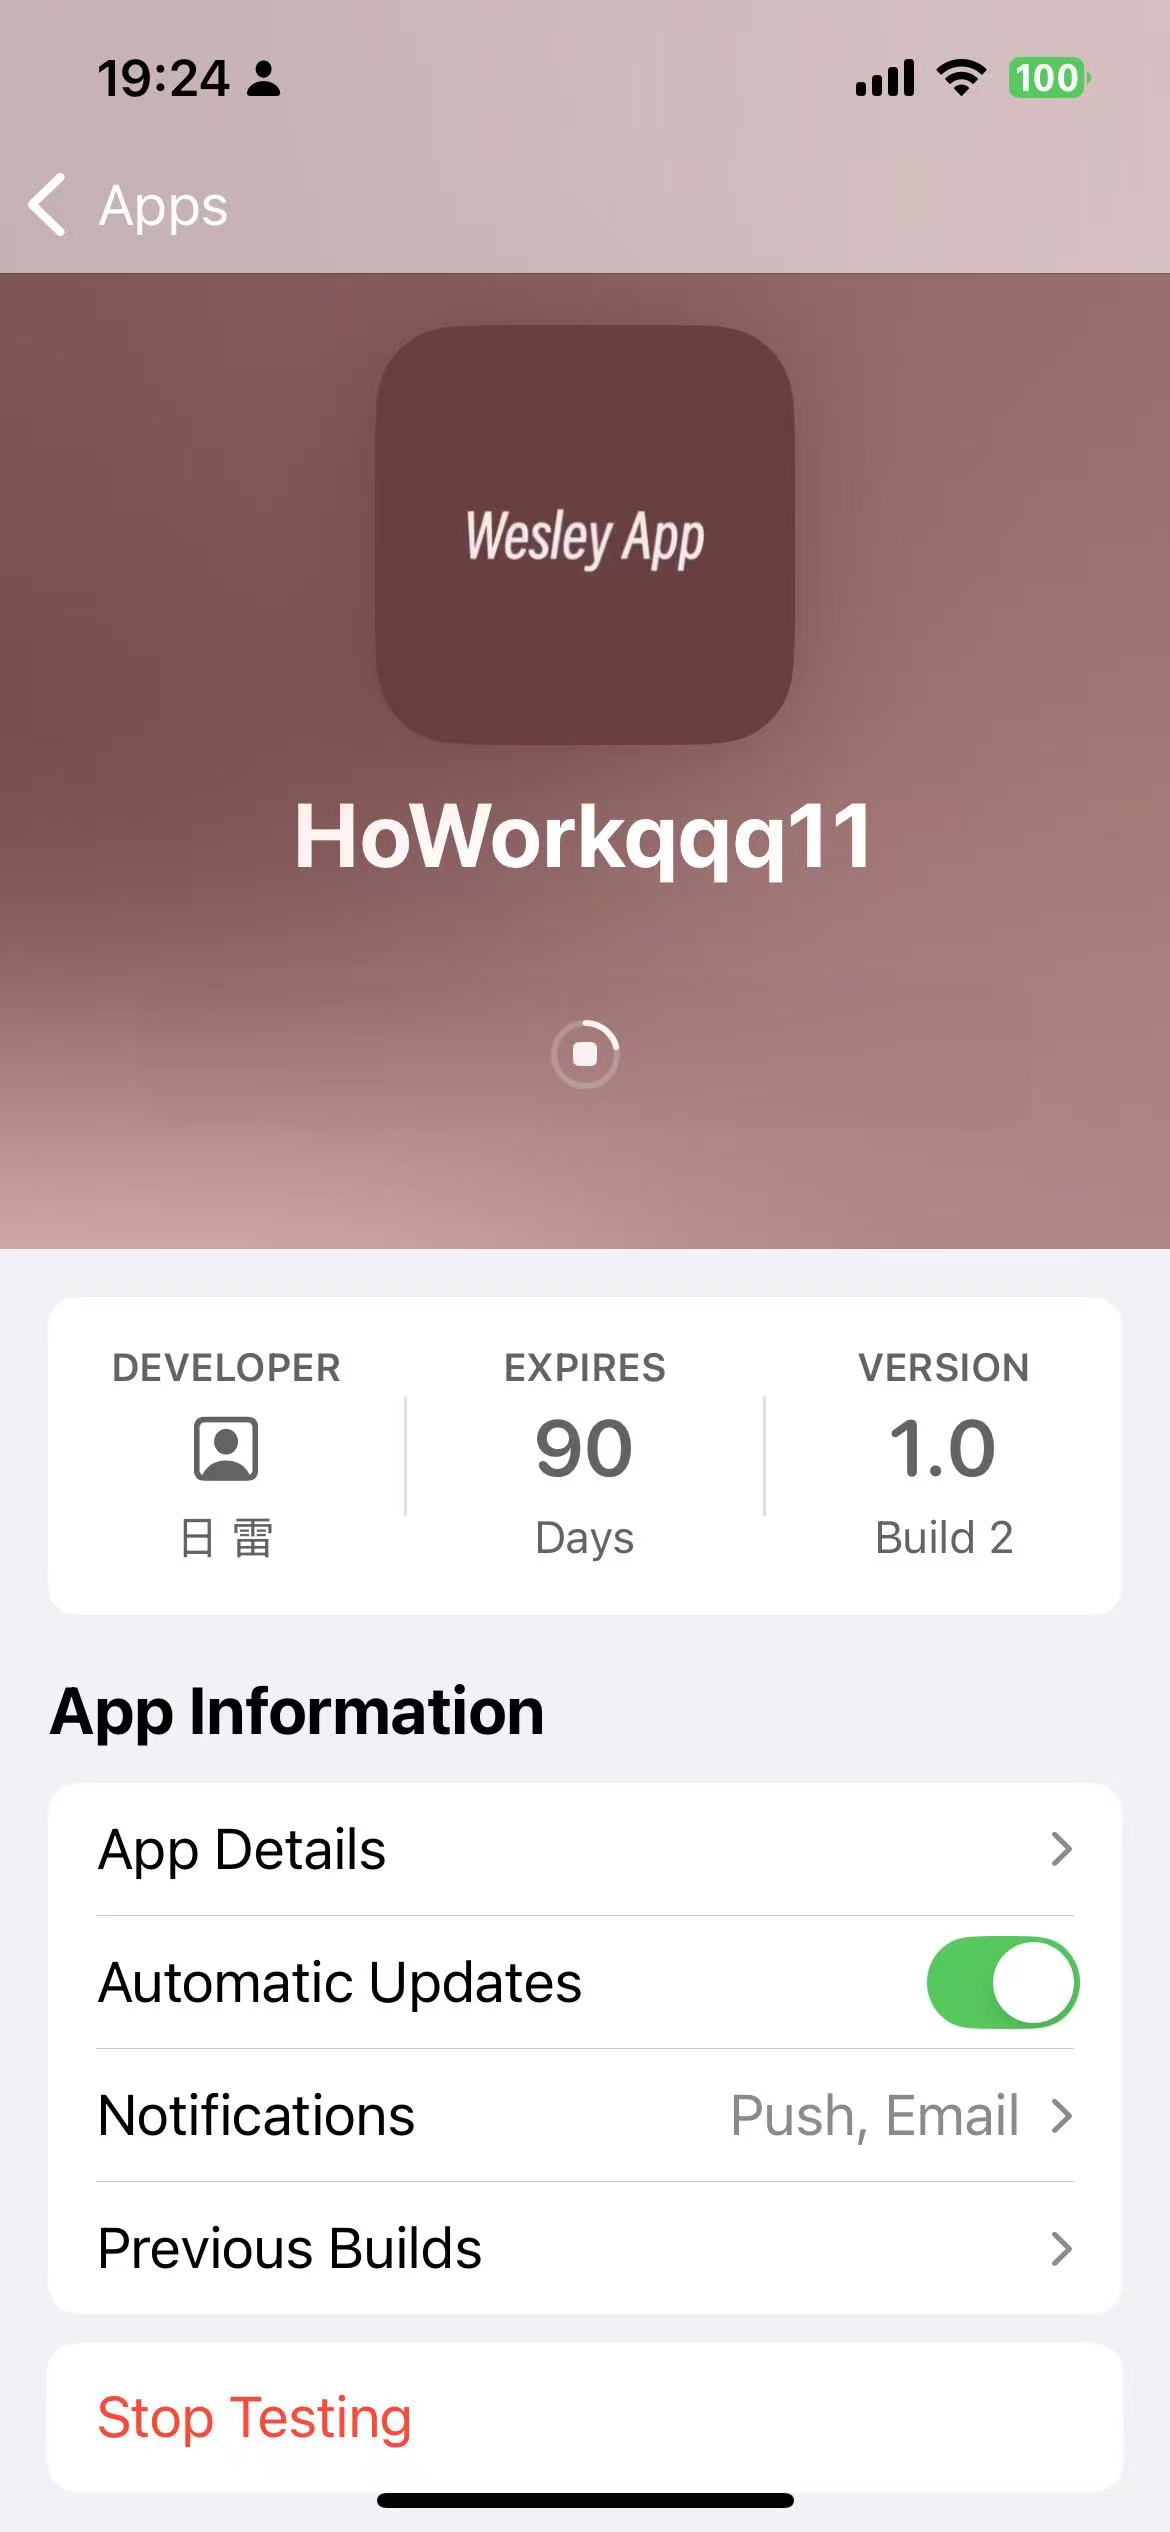 19:24
100
Apps
Wesley App
HoWorkqqq11
DEVELOPER
日 雷
EXPIRES
90
Days
VERSION
1.0
Build 2
App Information
App Details
Automatic Updates
Notifications Push, Email
Previous Builds
Stop Testing